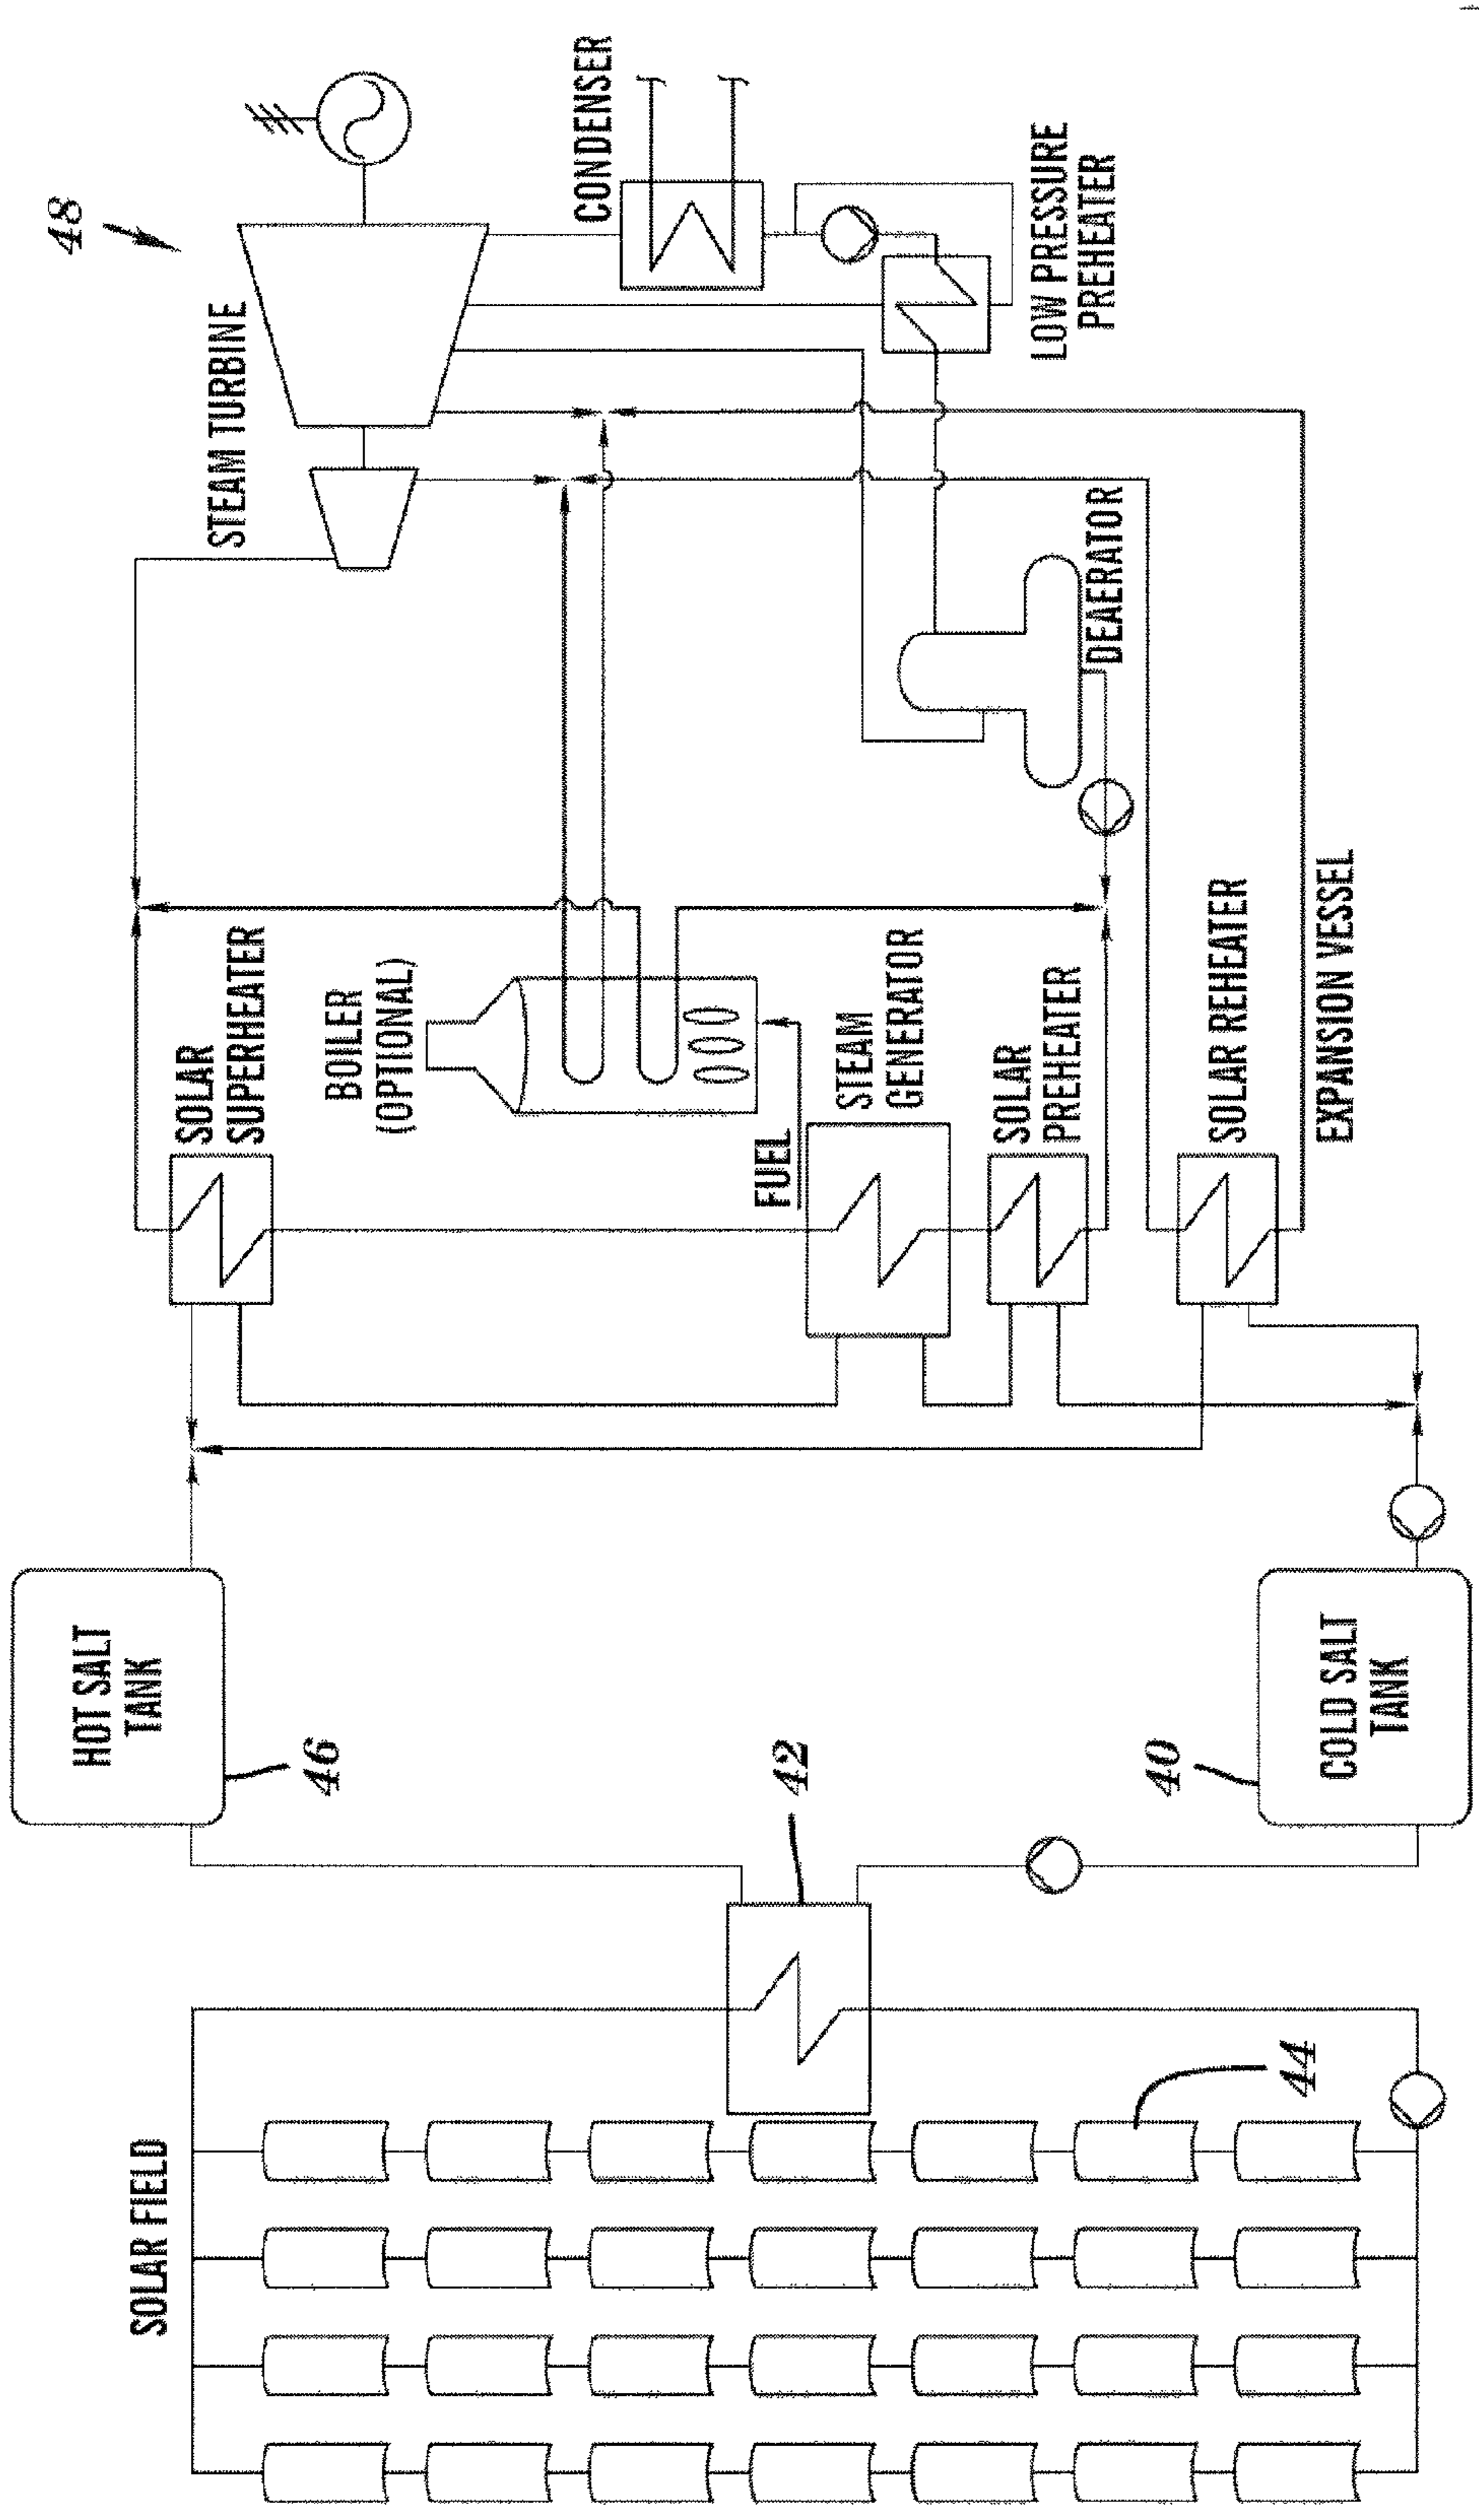 SOLAR FIELD
44
42
HOT SALT
TANK
46
40
COLD SALT
TANK
SOLAR
SUPERHEATER
BOILER
(OPTIONAL)
FUEL
STEAM
GENERATOR
SOLAR
PREHEATER
SOLAR REHEATER
EXPANSION VESSEL
STEAM TURBINE
48
DEAERATOR
CONDENSER
LOW PRESSURE
PREHEATER